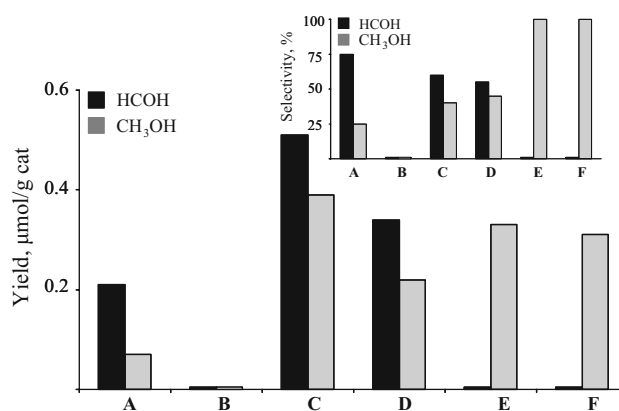 100
HCOH
CH₃OH
75
50
25
Selectivity, %
A B C D E F
0.6
HCOH
CH₃OH
0.4
0.2
Yield, µmol/g cat
A B C D E F